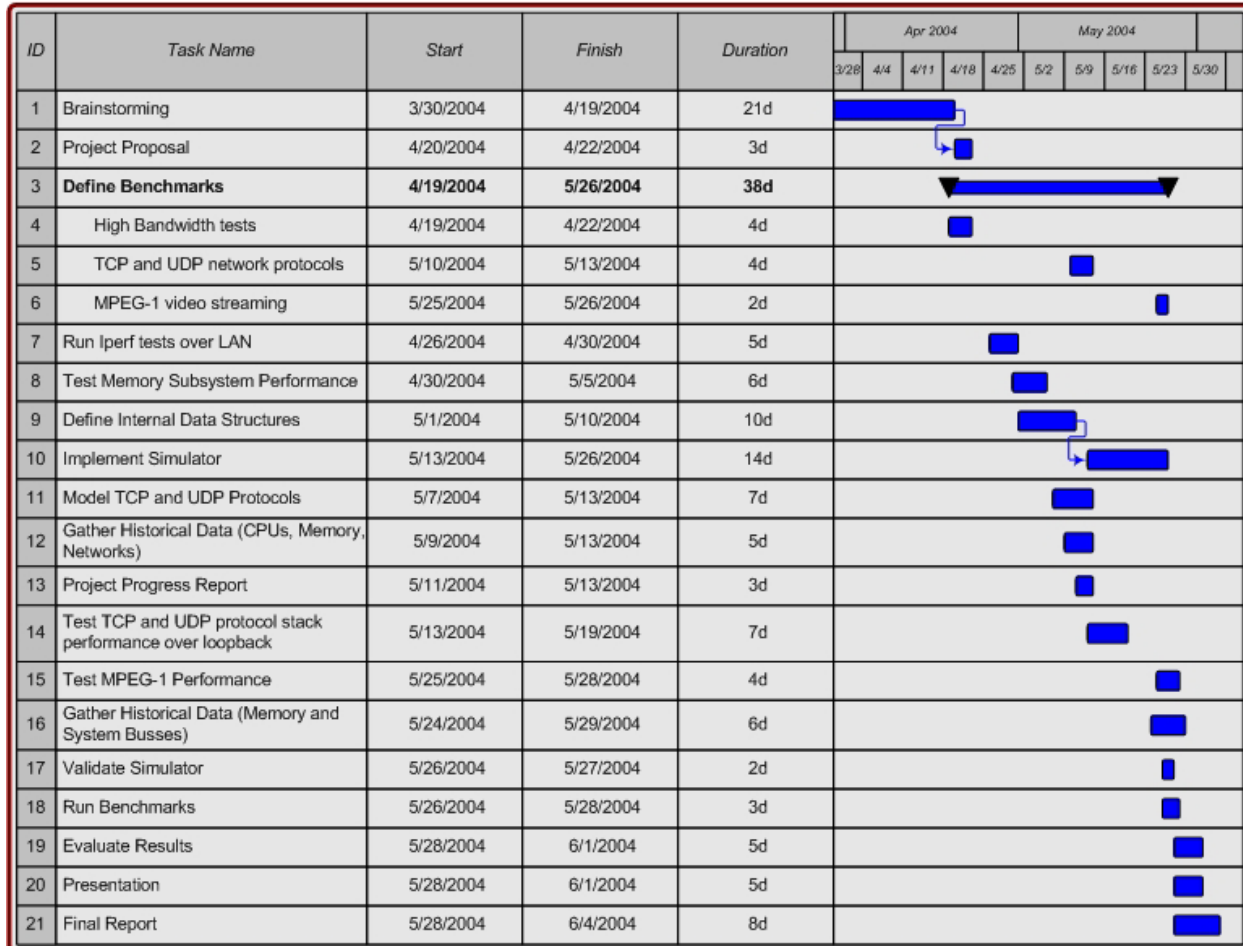 ID Task Name Start Finish Duration Apr 2004 May 2004
3/28 4/4 4/11 4/18 4/25 5/2 5/9 5/16 5/23 5/30
1 Brainstorming 3/30/2004 4/19/2004 21d
2 Project Proposal 4/20/2004 4/22/2004 3d
3 Define Benchmarks 4/19/2004 5/26/2004 38d
4 High Bandwidth tests 4/19/2004 4/22/2004 4d
5 TCP and UDP network protocols 5/10/2004 5/13/2004 4d
6 MPEG-1 video streaming 5/25/2004 5/26/2004 2d
7 Run Iperf tests over LAN 4/26/2004 4/30/2004 5d
8 Test Memory Subsystem Performance 4/30/2004 5/5/2004 6d
9 Define Internal Data Structures 5/1/2004 5/10/2004 10d
10 Implement Simulator 5/13/2004 5/26/2004 14d
11 Model TCP and UDP Protocols 5/7/2004 5/13/2004 7d
12 Gather Historical Data (CPUs, Memory,
Networks) 5/9/2004 5/13/2004 5d
13 Project Progress Report 5/11/2004 5/13/2004 3d
14 Test TCP and UDP protocol stack
performance over loopback 5/13/2004 5/19/2004 7d
15 Test MPEG-1 Performance 5/25/2004 5/28/2004 4d
16 Gather Historical Data (Memory and
System Busses) 5/24/2004 5/29/2004 6d
17 Validate Simulator 5/26/2004 5/27/2004 2d
18 Run Benchmarks 5/26/2004 5/28/2004 3d
19 Evaluate Results 5/28/2004 6/1/2004 5d
20 Presentation 5/28/2004 6/1/2004 5d
21 Final Report 5/28/2004 6/4/2004 8d